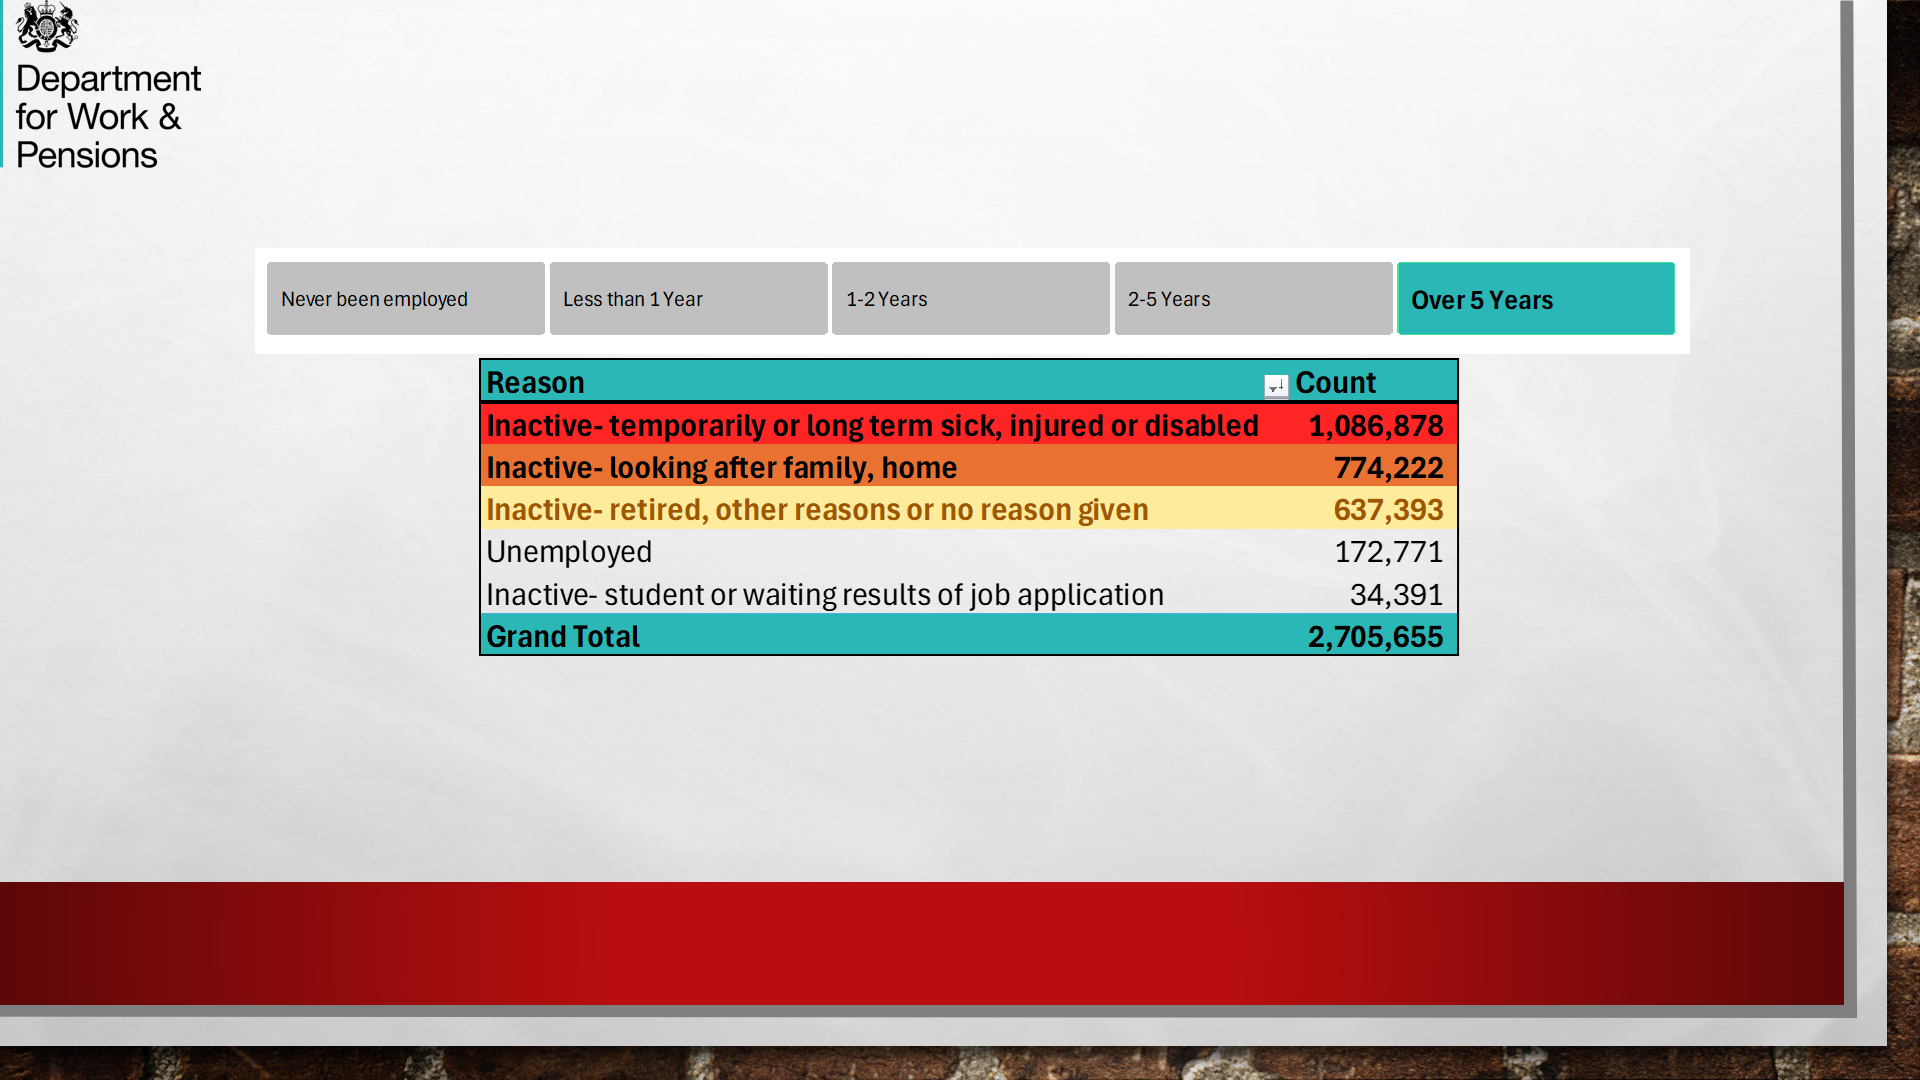 Department
for Work &
Pensions
Never been employed
Less than 1 Year
1-2 Years
2-5 Years
Over 5 Years
Reason Count
Inactive- temporarily or long term sick, injured or disabled 1,086,878
Inactive- looking after family, home 774,222
Inactive- retired, other reasons or no reason given 637,393
Unemployed 172,771
Inactive- student or waiting results of job application 34,391
Grand Total 2,705,655